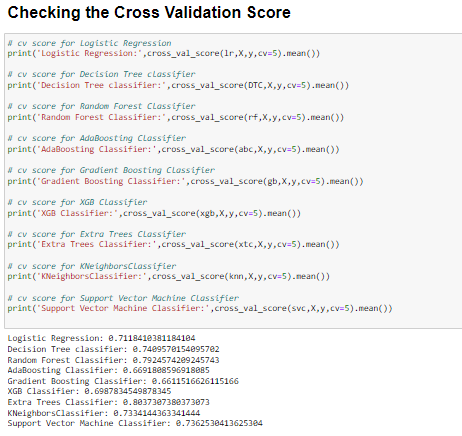 Checking the Cross Validation Score
# cv score for Logistic Regression
print('Logistic Regression:',cross_val_score(lr,X,y,cv=5).mean())
# cv score for Decision Tree classifier
print('Decision Tree classifier:',cross_val_score(DTC,X,y,cv=5).mean())
# cv score for Random Forest Classifier
print('Random Forest Classifier:',cross_val_score(rf,X,y,cv=5).mean())
# cv score for AdaBoosting Classifier
print('AdaBoosting Classifier:',cross_val_score(abc,X,y,cv=5).mean())
# cv score for Gradient Boosting Classifier
print('Gradient Boosting Classifier:',cross_val_score(gb,X,y,cv=5).mean())
# cv score for XGB Classifier
print('XGB Classifier:',cross_val_score(xgb,X,y,cv=5).mean())
# cv score for Extra Trees Classifier
print('Extra Trees Classifier:',cross_val_score(xtc,X,y,cv=5).mean())
# cv score for KNeighborsClassifier
print('KNeighborsClassifier:',cross_val_score(knn,X,y,cv=5).mean())
# cv score for Support Vector Machine Classifier
print('Support Vector Machine Classifier:',cross_val_score(svc,X,y,cv=5).mean())
Logistic Regression: 0.7118410381184104
Decision Tree classifier: 0.7409570154095702
Random Forest Classifier: 0.7924574209245743
AdaBoosting Classifier: 0.6691808596918085
Gradient Boosting Classifier: 0.6611516626115166
XGB Classifier: 0.6987834549878345
Extra Trees Classifier: 0.8037307380373073
KNeighborsClassifier: 0.7334144363341444
Support Vector Machine Classifier: 0.7362530413625304